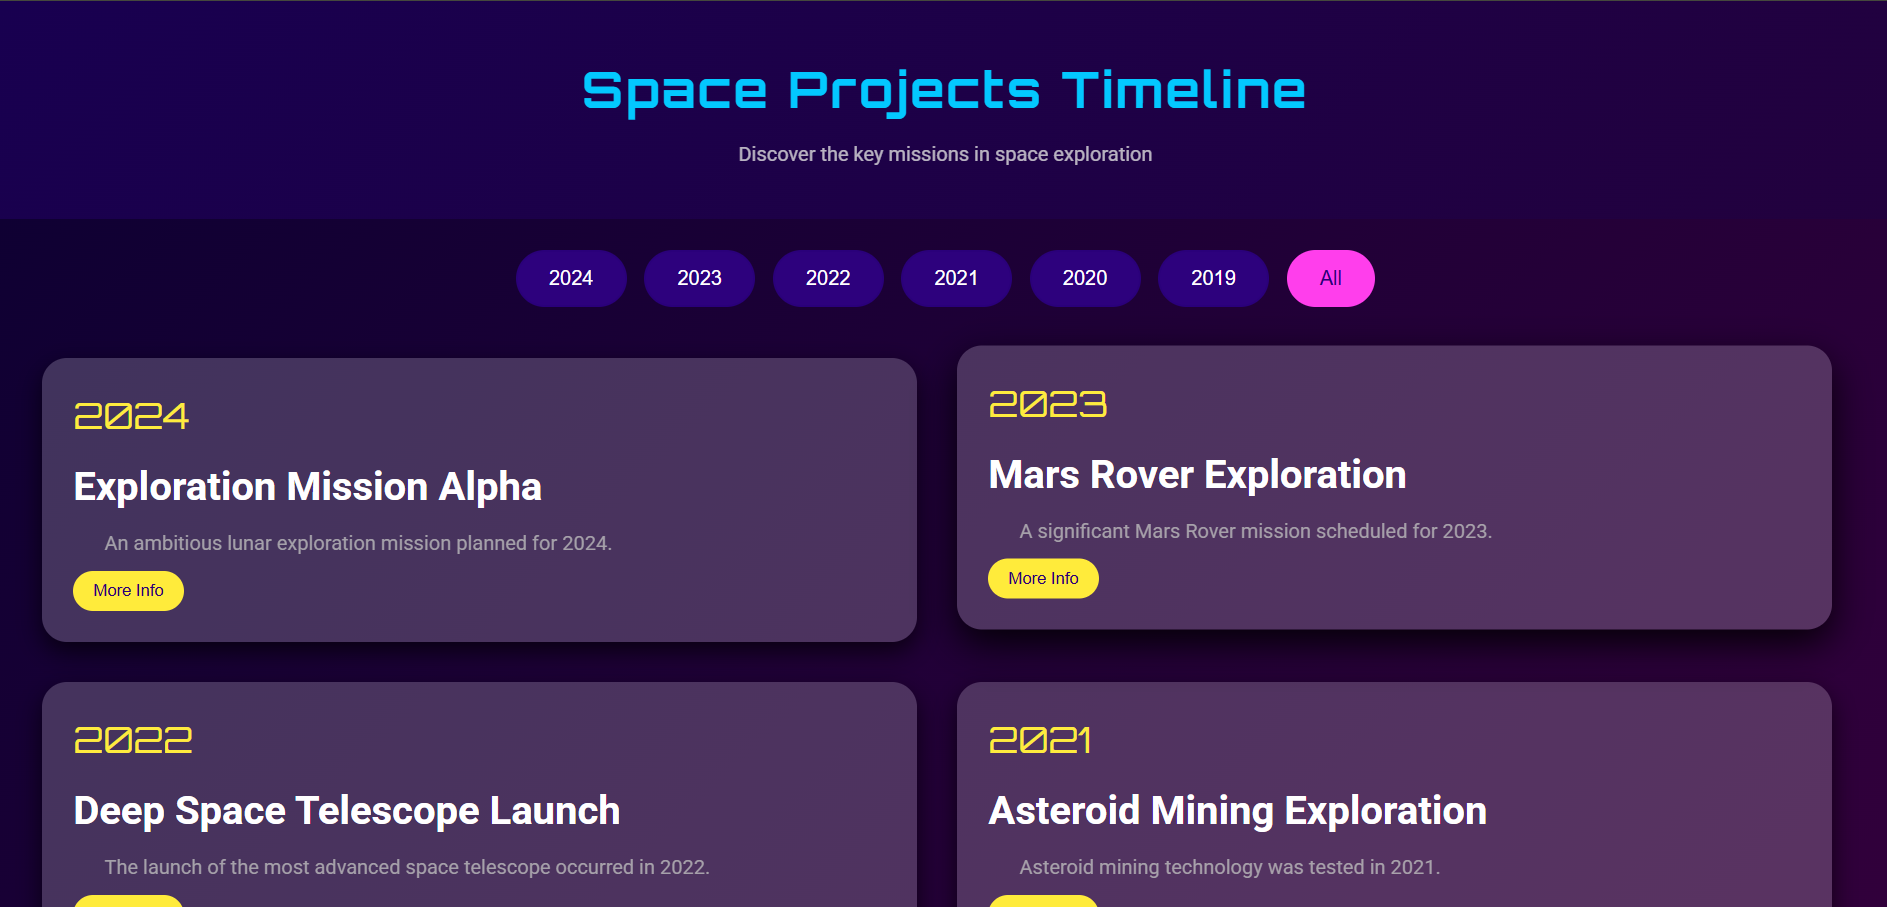 Space Projects Timeline
Discover the key missions in space exploration
2024 2023 2022 2021 2020 2019 All
2024
Exploration Mission Alpha
An ambitious lunar exploration mission planned for 2024.
More Info
2023
Mars Rover Exploration
A significant Mars Rover mission scheduled for 2023.
More Info
2022
Deep Space Telescope Launch
The launch of the most advanced space telescope occurred in 2022.
2021
Asteroid Mining Exploration
Asteroid mining technology was tested in 2021.